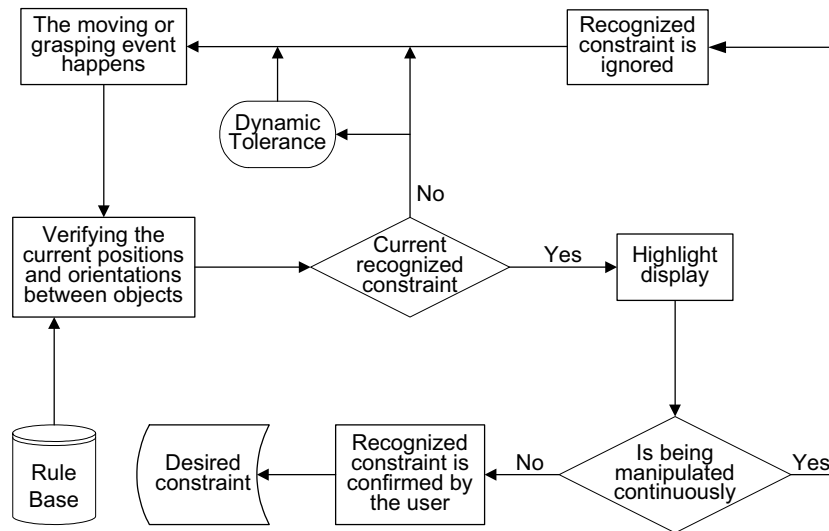 The moving or
grasping event
happens
Recognized
constraint is
ignored
Dynamic
Tolerance
No
Verifying the
current positions
and orientations
between objects
Current
recognized
constraint
Yes
Highlight
display
Rule
Base
Desired
constraint
Recognized
constraint is
confirmed by
the user
No
Is being
manipulated
continuously
Yes